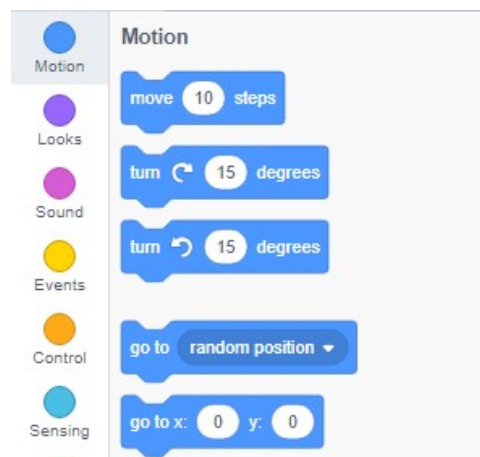 Motion
Looks
Sound
Events
Control
Sensing
Motion
move 10 steps
turn 15 degrees
turn 15 degrees
go to random position
go to x: 0 y: 0